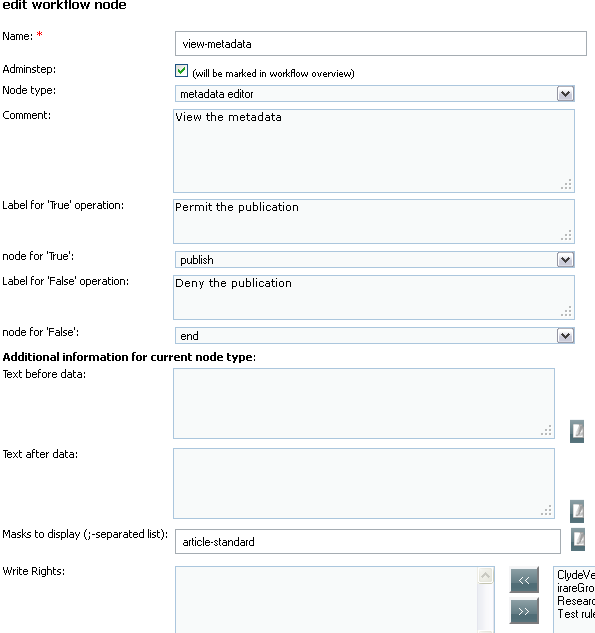 edit workflow node
Name: * view-metadata
Adminstep: (will be marked in workflow overview)
Node type: metadata editor
Comment: View the metadata
Label for 'True' operation: Permit the publication
node for 'True': publish
Label for 'False' operation: Deny the publication
node for 'False': end
Additional information for current node type:
Text before data:
Text after data:
Masks to display (;-separated list): article-standard
Write Rights: << ClydeVe
irareGro
Researc
>> Test rule